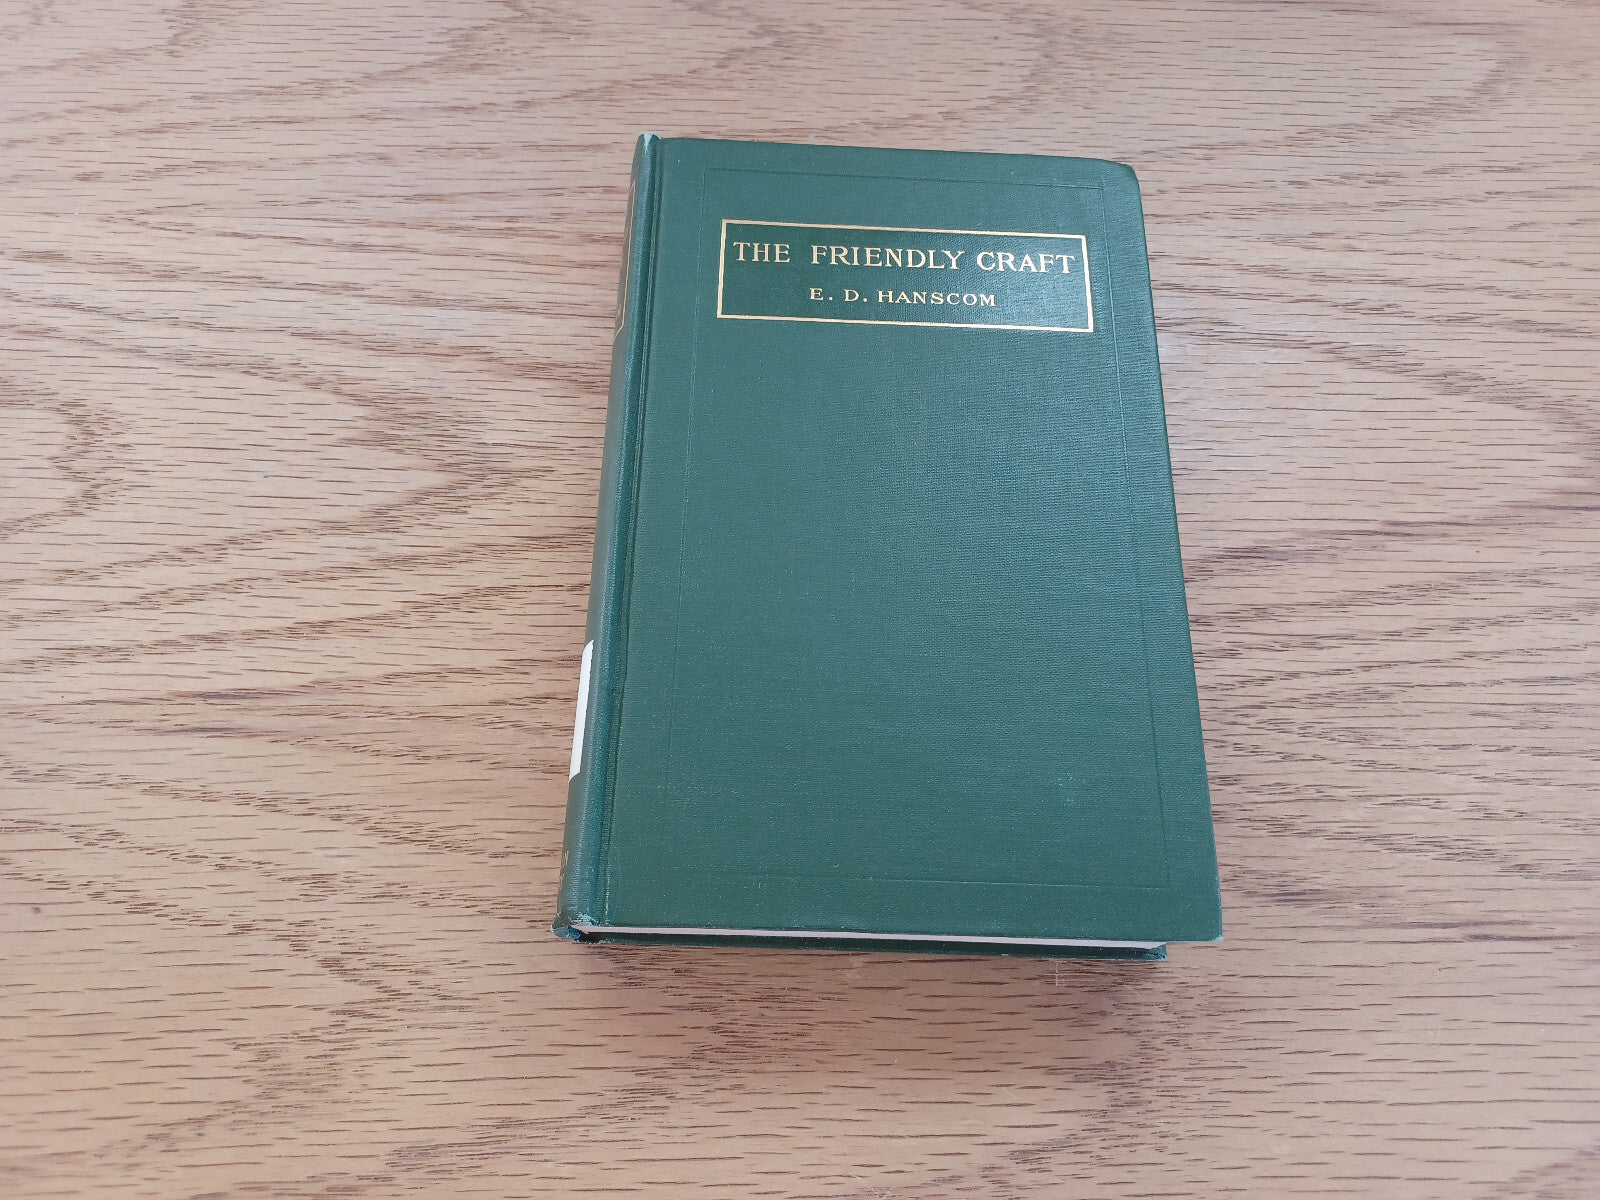 THE FRIENDLY CRAFT
E. D. HANSCOM